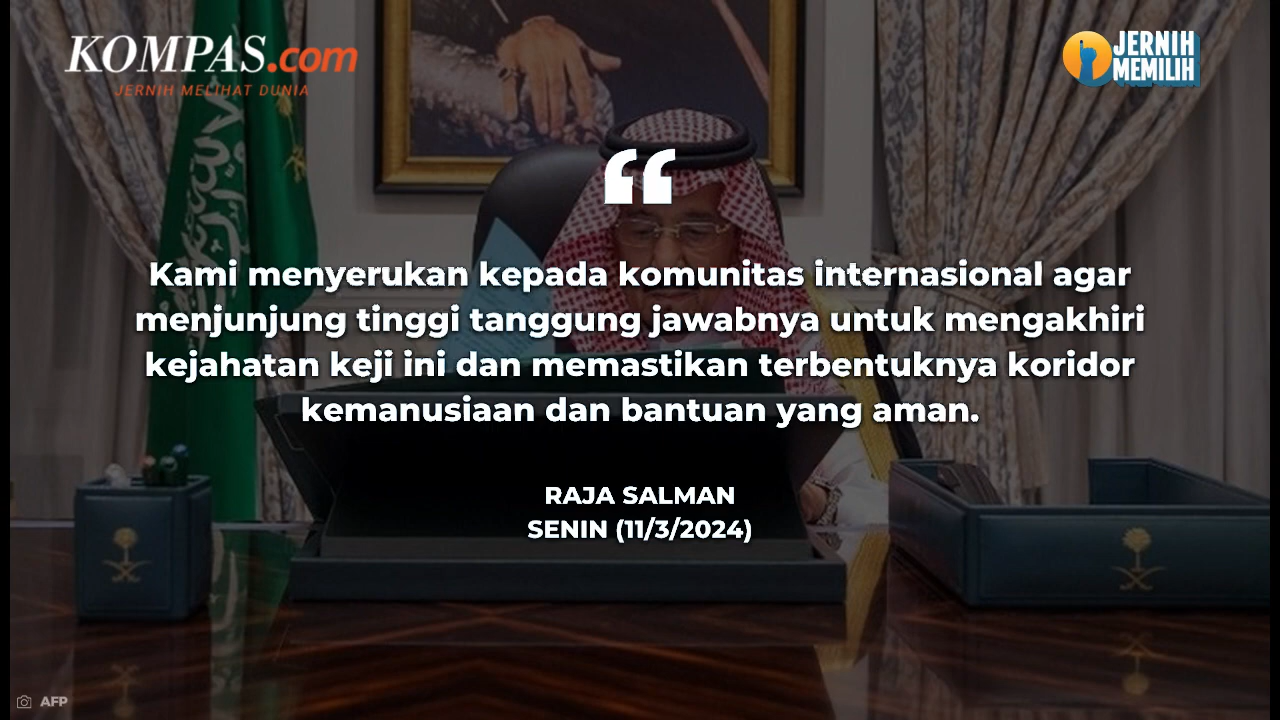 KOMPAS.com
JERNIH MELIHAT DUNIA
JERNIH
MEMILIH
“
Kami menyerukan kepada komunitas internasional agar
menjunjung tinggi tanggung jawabnya untuk mengakhiri
kejahatan keji ini dan memastikan terbentuknya koridor
kemanusiaan dan bantuan yang aman.
RAJA SALMAN
SENIN (11/3/2024)
AFP